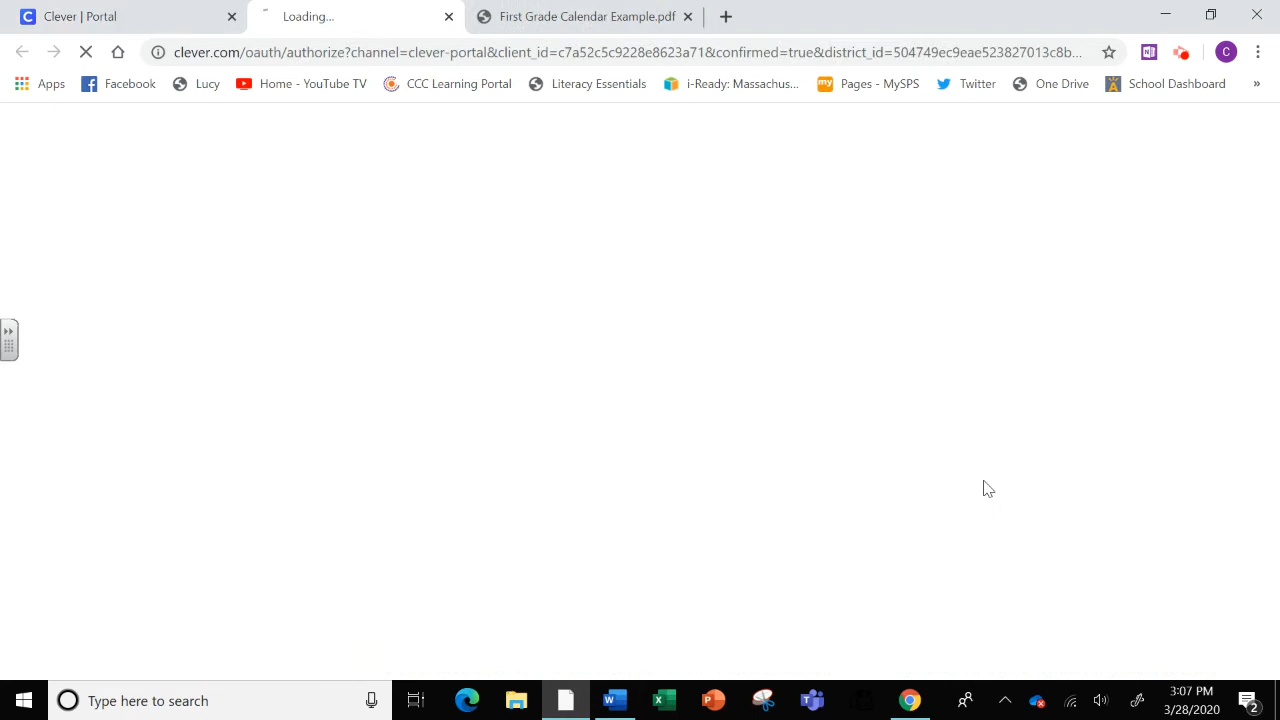 Clever | Portal
Loading...
First Grade Calendar Example.pdf
clever.com/oauth/authorize?channel=clever-portal&client_id=c7a52c5c9228e8623a71&confirmed=true&district_id=504749ec9eae523827013c8b...
C
Apps
Facebook
Lucy
Home - YouTube TV
CCC Learning Portal
Literacy Essentials
i-Ready: Massachus...
my
Pages - MySPS
Twitter
One Drive
School Dashboard
»
Type here to search
3:07 PM
3/28/2020
2